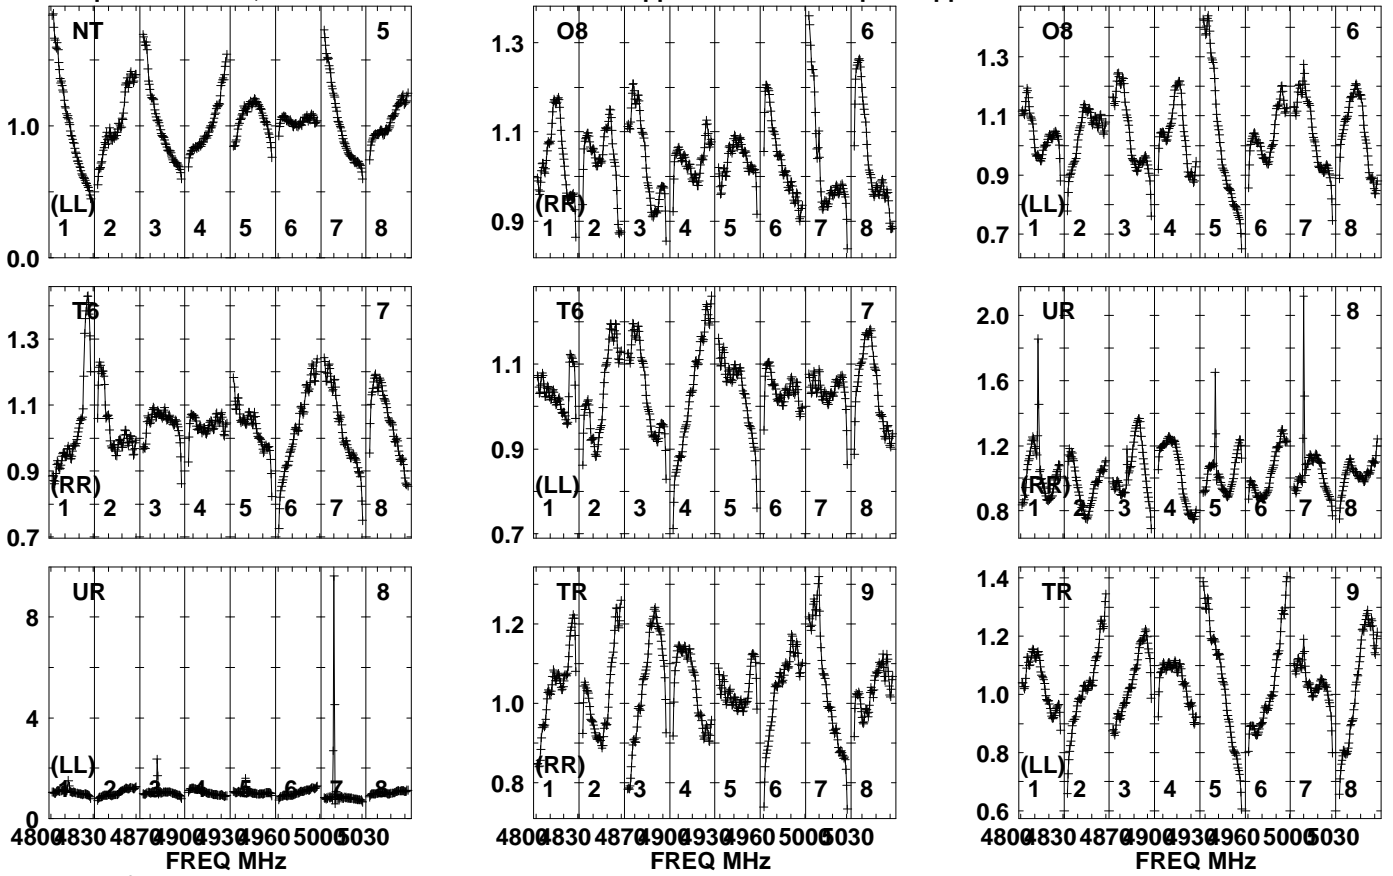 NT 5
1.0
(LL)
1 2 3 4 5 6 7 8
0.0
O8 6
1.3
1.1
0.9
(RR)
1 2 3 4 5 6 7 8
O8 6
1.3
1.1
0.9
0.7
(LL)
1 2 3 4 5 6 7 8
T6 7
1.3
1.1
0.9
0.7
(RR)
1 2 3 4 5 6 7 8
T6 7
1.1
0.9
0.7
(LL)
1 2 3 4 5 6 7 8
UR 8
2.0
1.6
1.2
0.8
(RR)
1 2 3 4 5 6 7 8
UR 8
8
4
0
(LL)
1 2 3 4 5 6 7 8
4800 4830 4870 4900 4930 4960 5000 5030
FREQ MHz
TR 9
1.2
1.0
0.8
(RR)
1 2 3 4 5 6 7 8
4800 4830 4870 4900 4930 4960 5000 5030
FREQ MHz
TR 9
1.4
1.2
1.0
0.8
0.6
(LL)
1 2 3 4 5 6 7 8
4800 4830 4870 4900 4930 4960 5000 5030
FREQ MHz